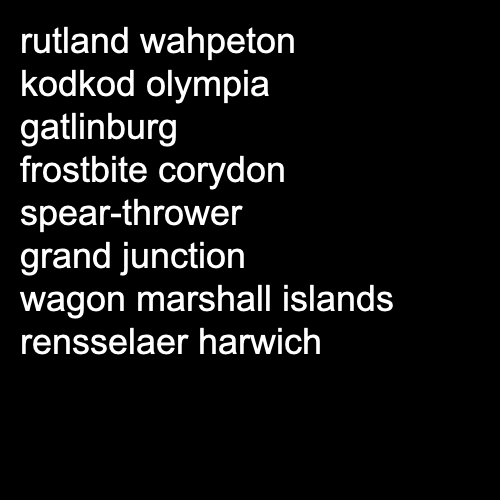 rutland wahpeton
kodkod olympia
gatlinburg
frostbite corydon
spear-thrower
grand junction
wagon marshall islands
rensselaer harwich